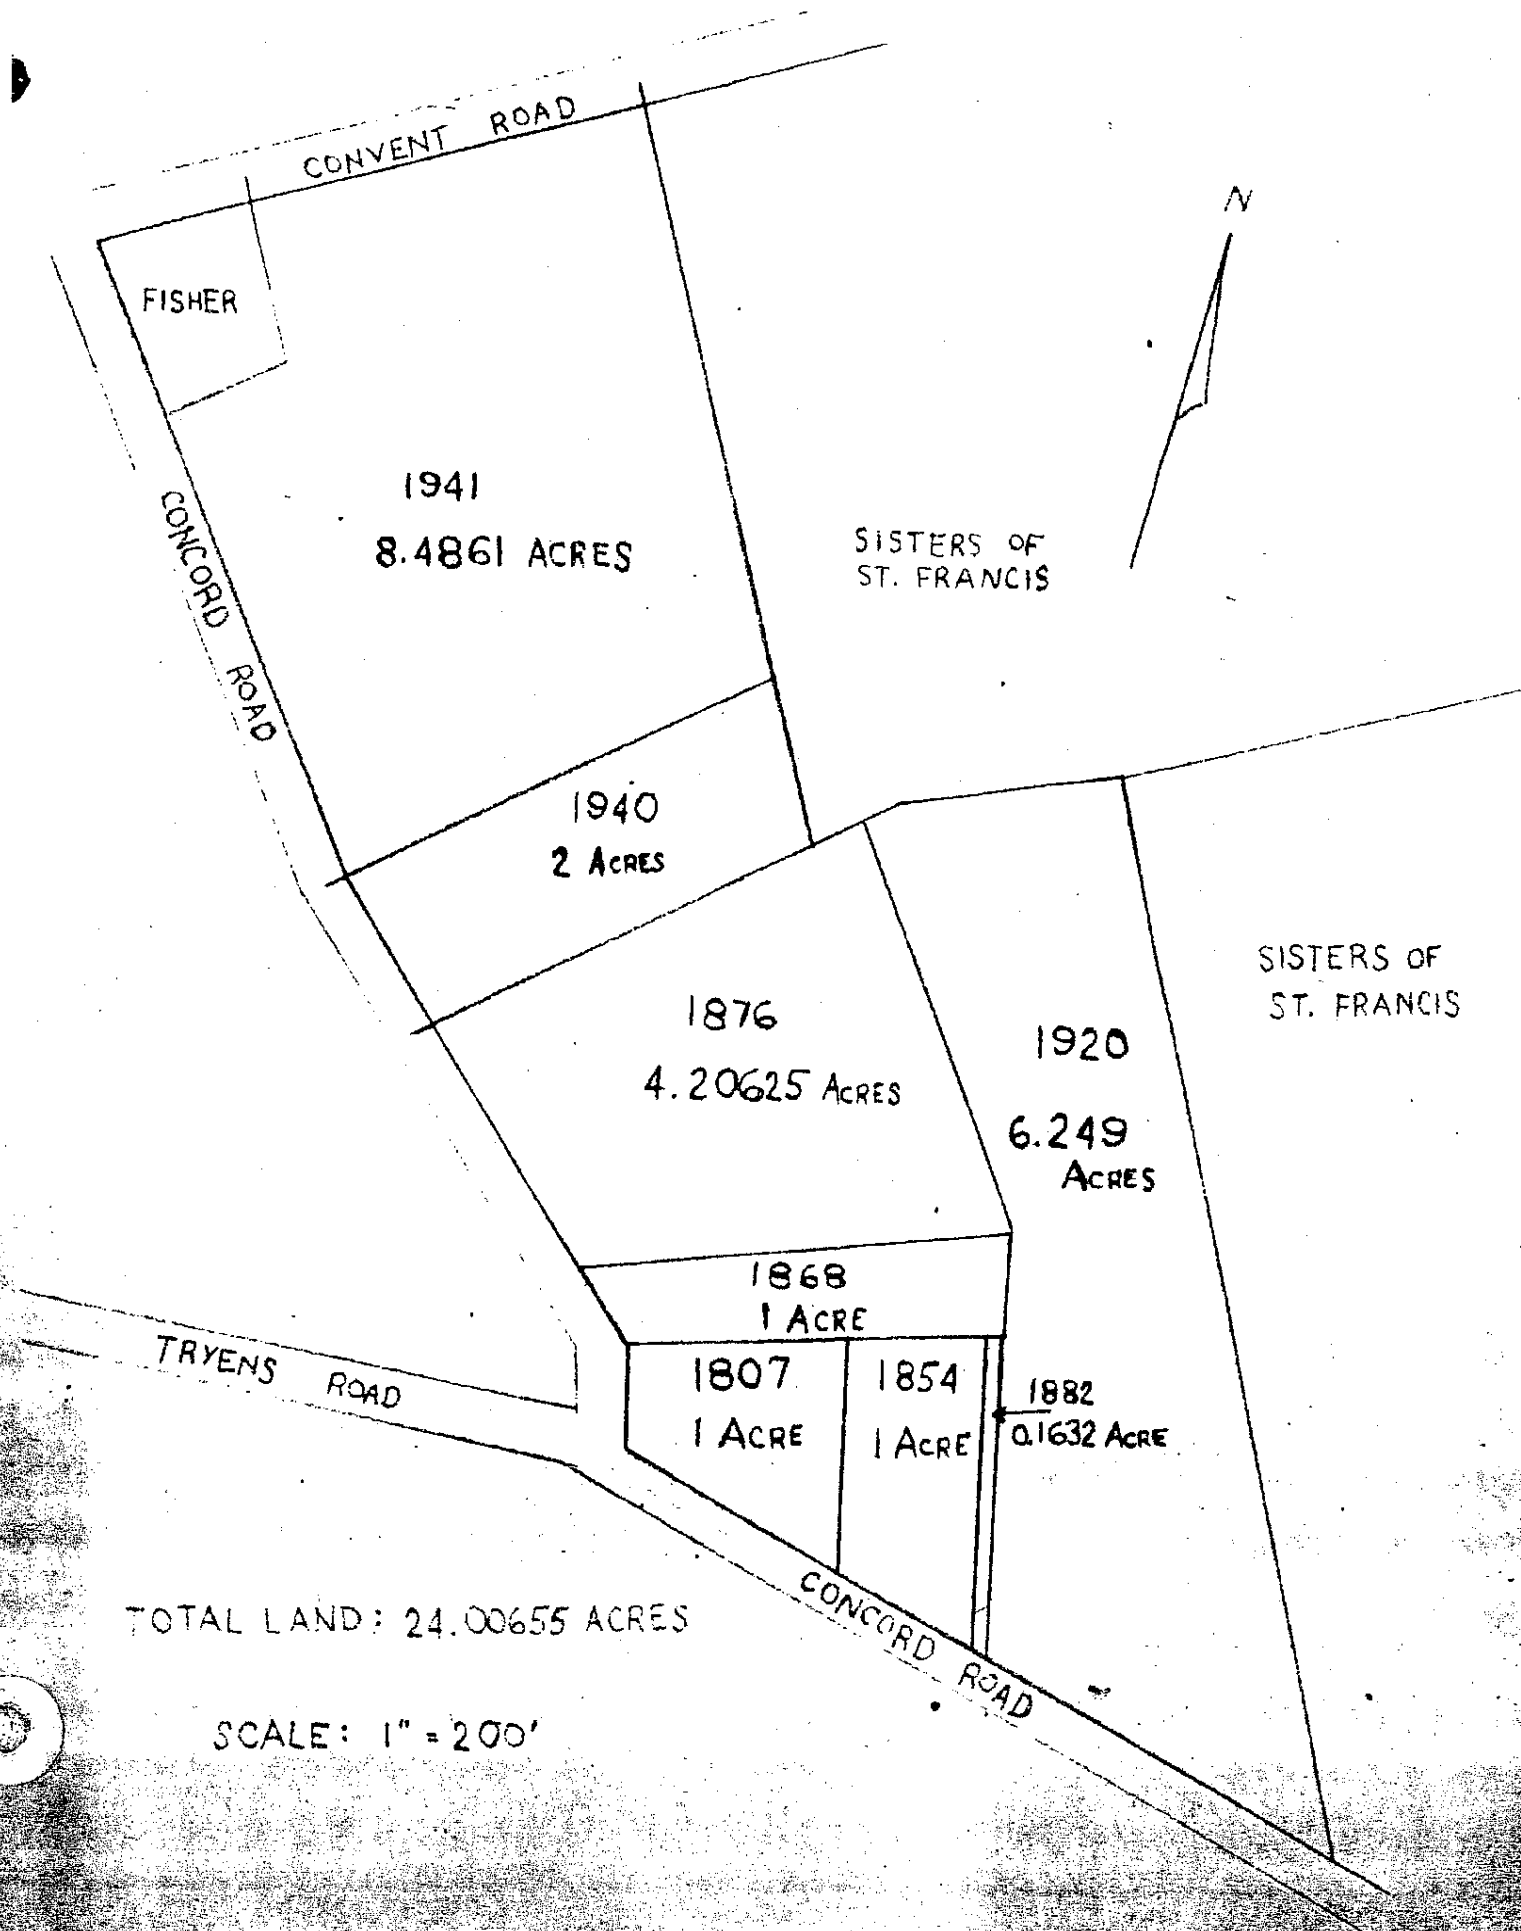 CONVENT ROAD
N
FISHER
1941
8.4861 ACRES
CONCORD ROAD
SISTERS OF
ST. FRANCIS
1940
2 ACRES
SISTERS OF
ST. FRANCIS
1876
4.20625 ACRES
1920
6.249
ACRES
1868
1 ACRE
TRYENS ROAD
1807
1 ACRE
1854
1 ACRE
1882
0.1632 ACRE
CONCORD ROAD
TOTAL LAND: 24.00655 ACRES
SCALE: 1" = 200'